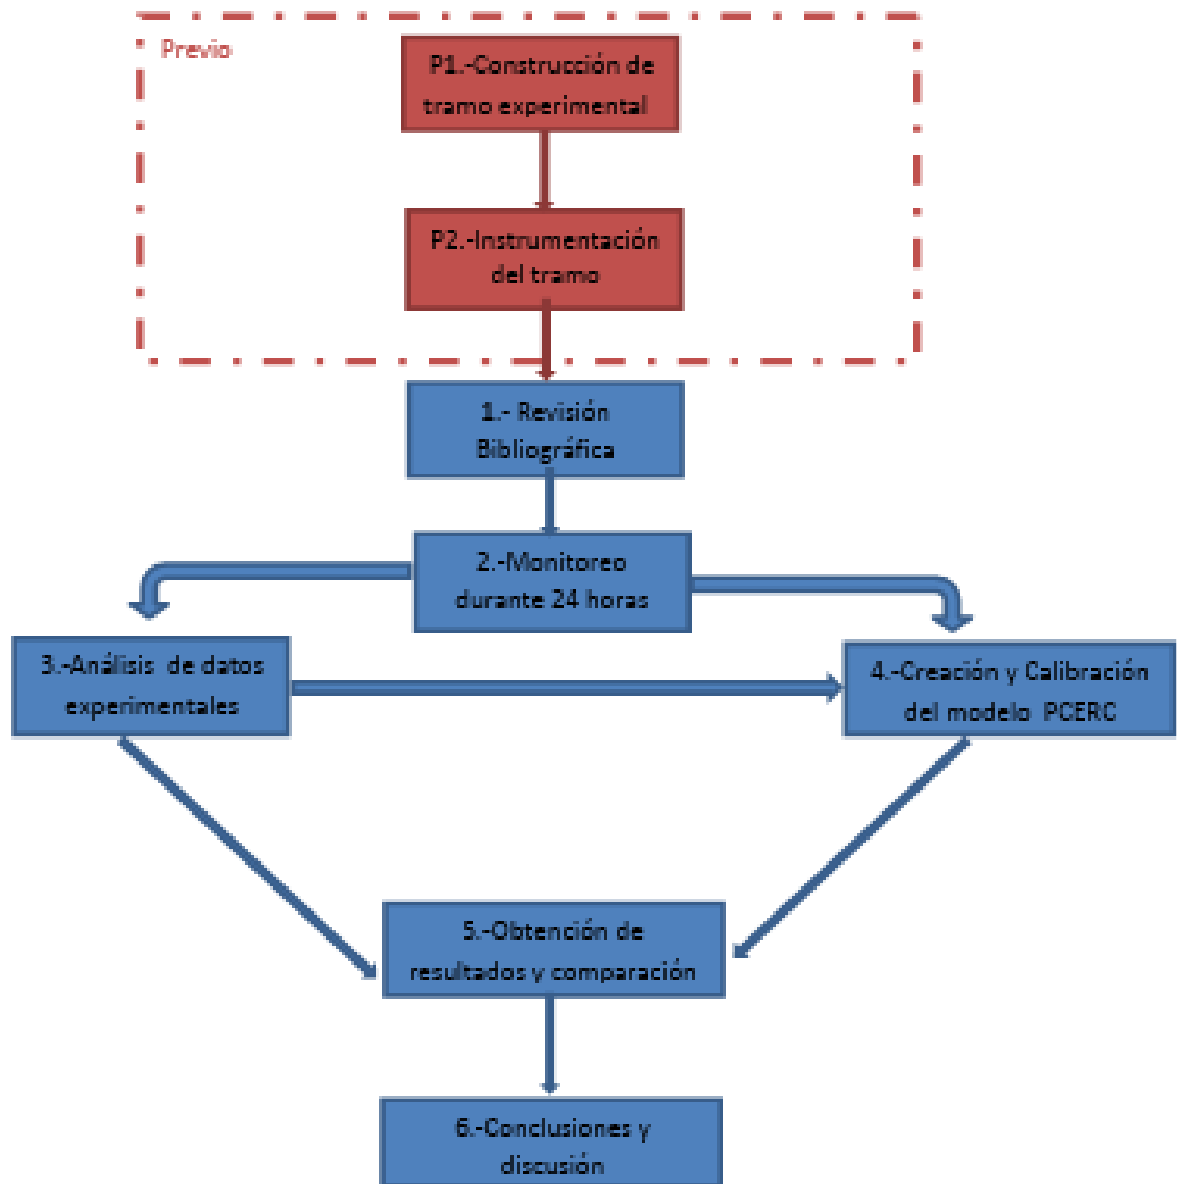 Previo
P1.-Construcción de
tramo experimental
P2.-Instrumentación
del tramo
1.- Revisión
Bibliográfica
2.-Monitoreo
durante 24 horas
3.-Análisis de datos
experimentales
4.-Creación y Calibración
del modelo PCERC
5.-Obtención de
resultados y comparación
6.-Conclusiones y
discusión